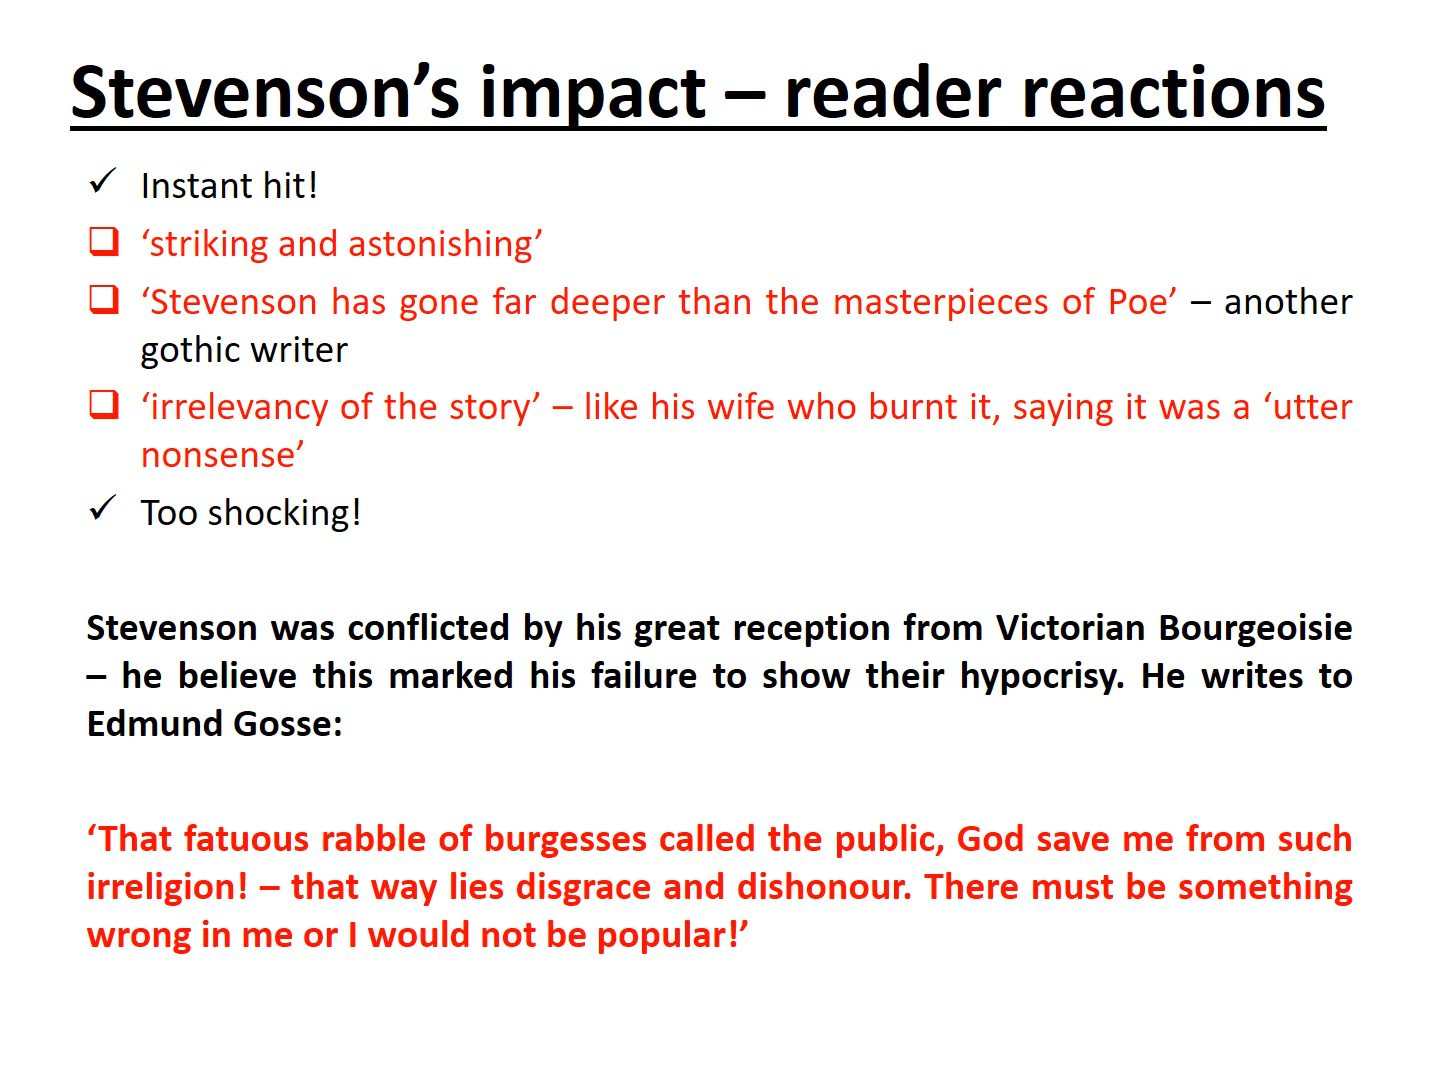 Stevenson’s impact – reader reactions
✓ Instant hit!
❑ ‘striking and astonishing’
❑ ‘Stevenson has gone far deeper than the masterpieces of Poe’ – another
gothic writer
❑ ‘irrelevancy of the story’ – like his wife who burnt it, saying it was a ‘utter
nonsense’
✓ Too shocking!
Stevenson was conflicted by his great reception from Victorian Bourgeoisie
– he believe this marked his failure to show their hypocrisy. He writes to
Edmund Gosse:
‘That fatuous rabble of burgesses called the public, God save me from such
irreligion! – that way lies disgrace and dishonour. There must be something
wrong in me or I would not be popular!’